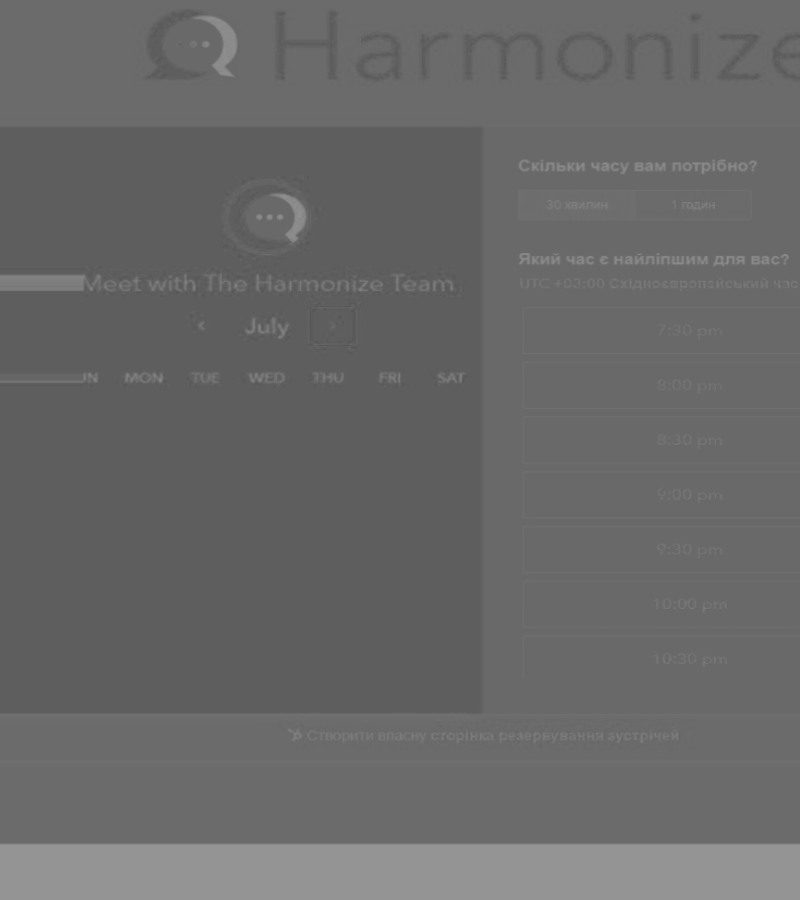 Harmonize
Meet with The Harmonize Team
July
UN MON TUE WED THU FRI SAT
Скільки часу вам потрібно?
30 хвилин 1 годин
Який час є найліпшим для вас?
UTC +03:00 Східноєвропейський час
7:30 pm
8:00 pm
8:30 pm
9:00 pm
9:30 pm
10:00 pm
10:30 pm
Створити власну сторінка резервування зустрічей